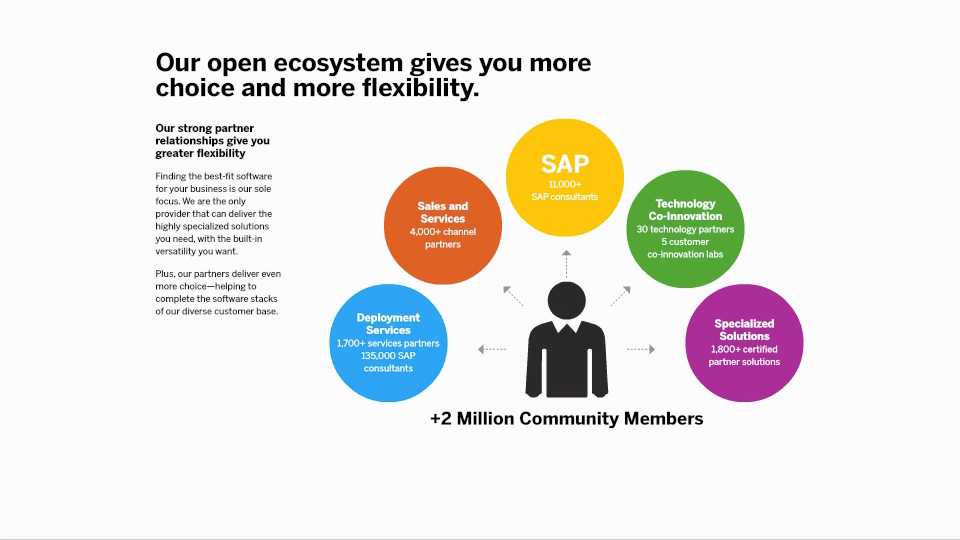 Our open ecosystem gives you more
choice and more flexibility.
Our strong partner
relationships give you
greater flexibility
Finding the best-fit software
for your business is our sole
focus. We are the only
provider that can deliver the
highly specialized solutions
you need, with the built-in
versatility you want.
Plus, our partners deliver even
more choice—helping to
complete the software stacks
of our diverse customer base.
Deployment
Services
1,700+ services partners
135,000 SAP
consultants
Sales and
Services
4,000+ channel
partners
SAP
11,000+
SAP consultants
Technology
Co-Innovation
30 technology partners
5 customer
co-innovation labs
Specialized
Solutions
1,800+ certified
partner solutions
+2 Million Community Members